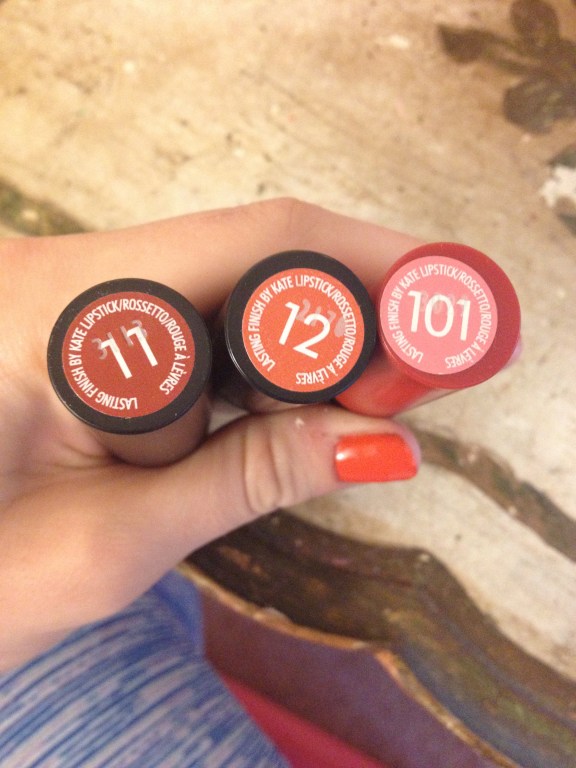 LASTING FINISH BY KATE LIPSTICK/ROSSETTO/ROUGE À LÈVRES
11
LASTING FINISH BY KATE LIPSTICK/ROSSETTO/ROUGE À LÈVRES
12
LASTING FINISH BY KATE LIPSTICK/ROSSETTO/ROUGE À LÈVRES
101